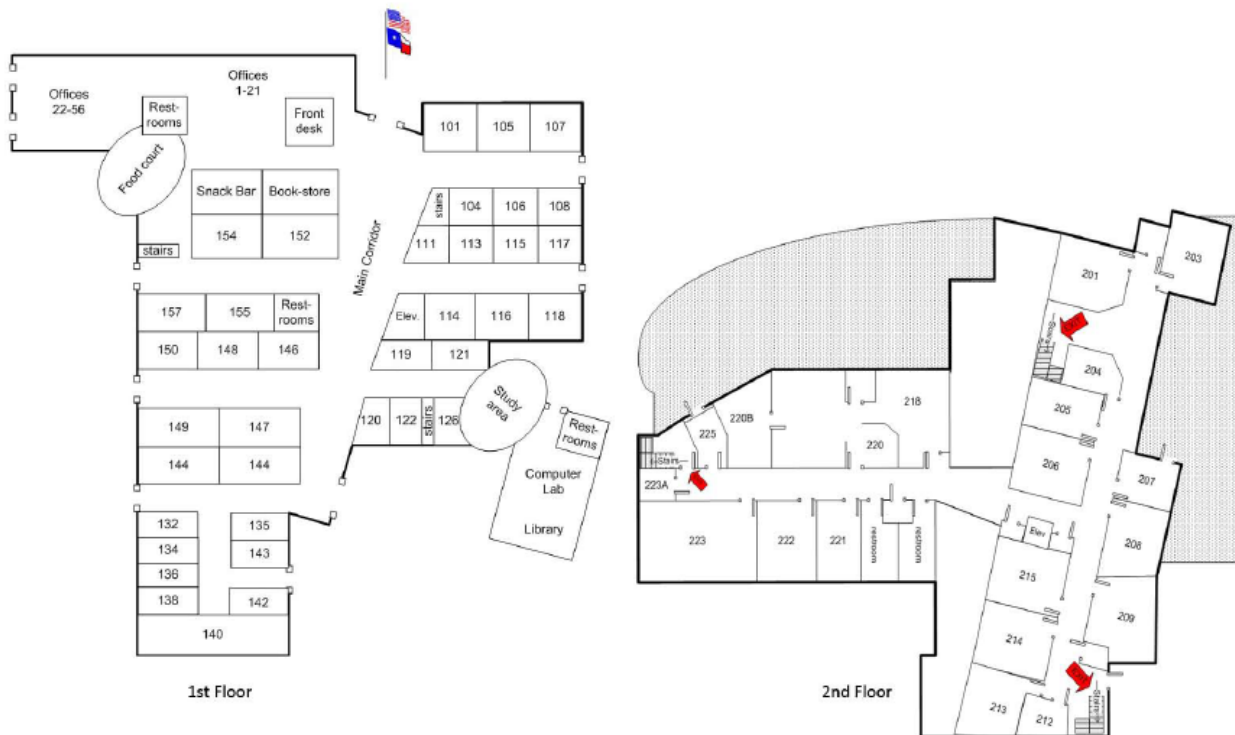 Offices
1-21
Offices
22-56
Rest-
rooms
Front
desk
101
105
107
Food court
Snack Bar
Book-store
154
152
stairs
Main Corridor
stairs
104
106
108
111
113
115
117
157
155
Rest-
rooms
150
148
146
Elev.
114
116
118
119
121
Study
area
120
122
stairs
126
Rest-
rooms
Computer
Lab
Library
149
147
144
144
132
134
136
138
135
143
142
140
1st Floor
201
203
EXIT
Stairs
204
205
206
207
208
209
Elev
215
214
213
212
EXIT
Stairs
218
220
220B
225
Stairs
223A
223
222
221
restroom
restroom
2nd Floor